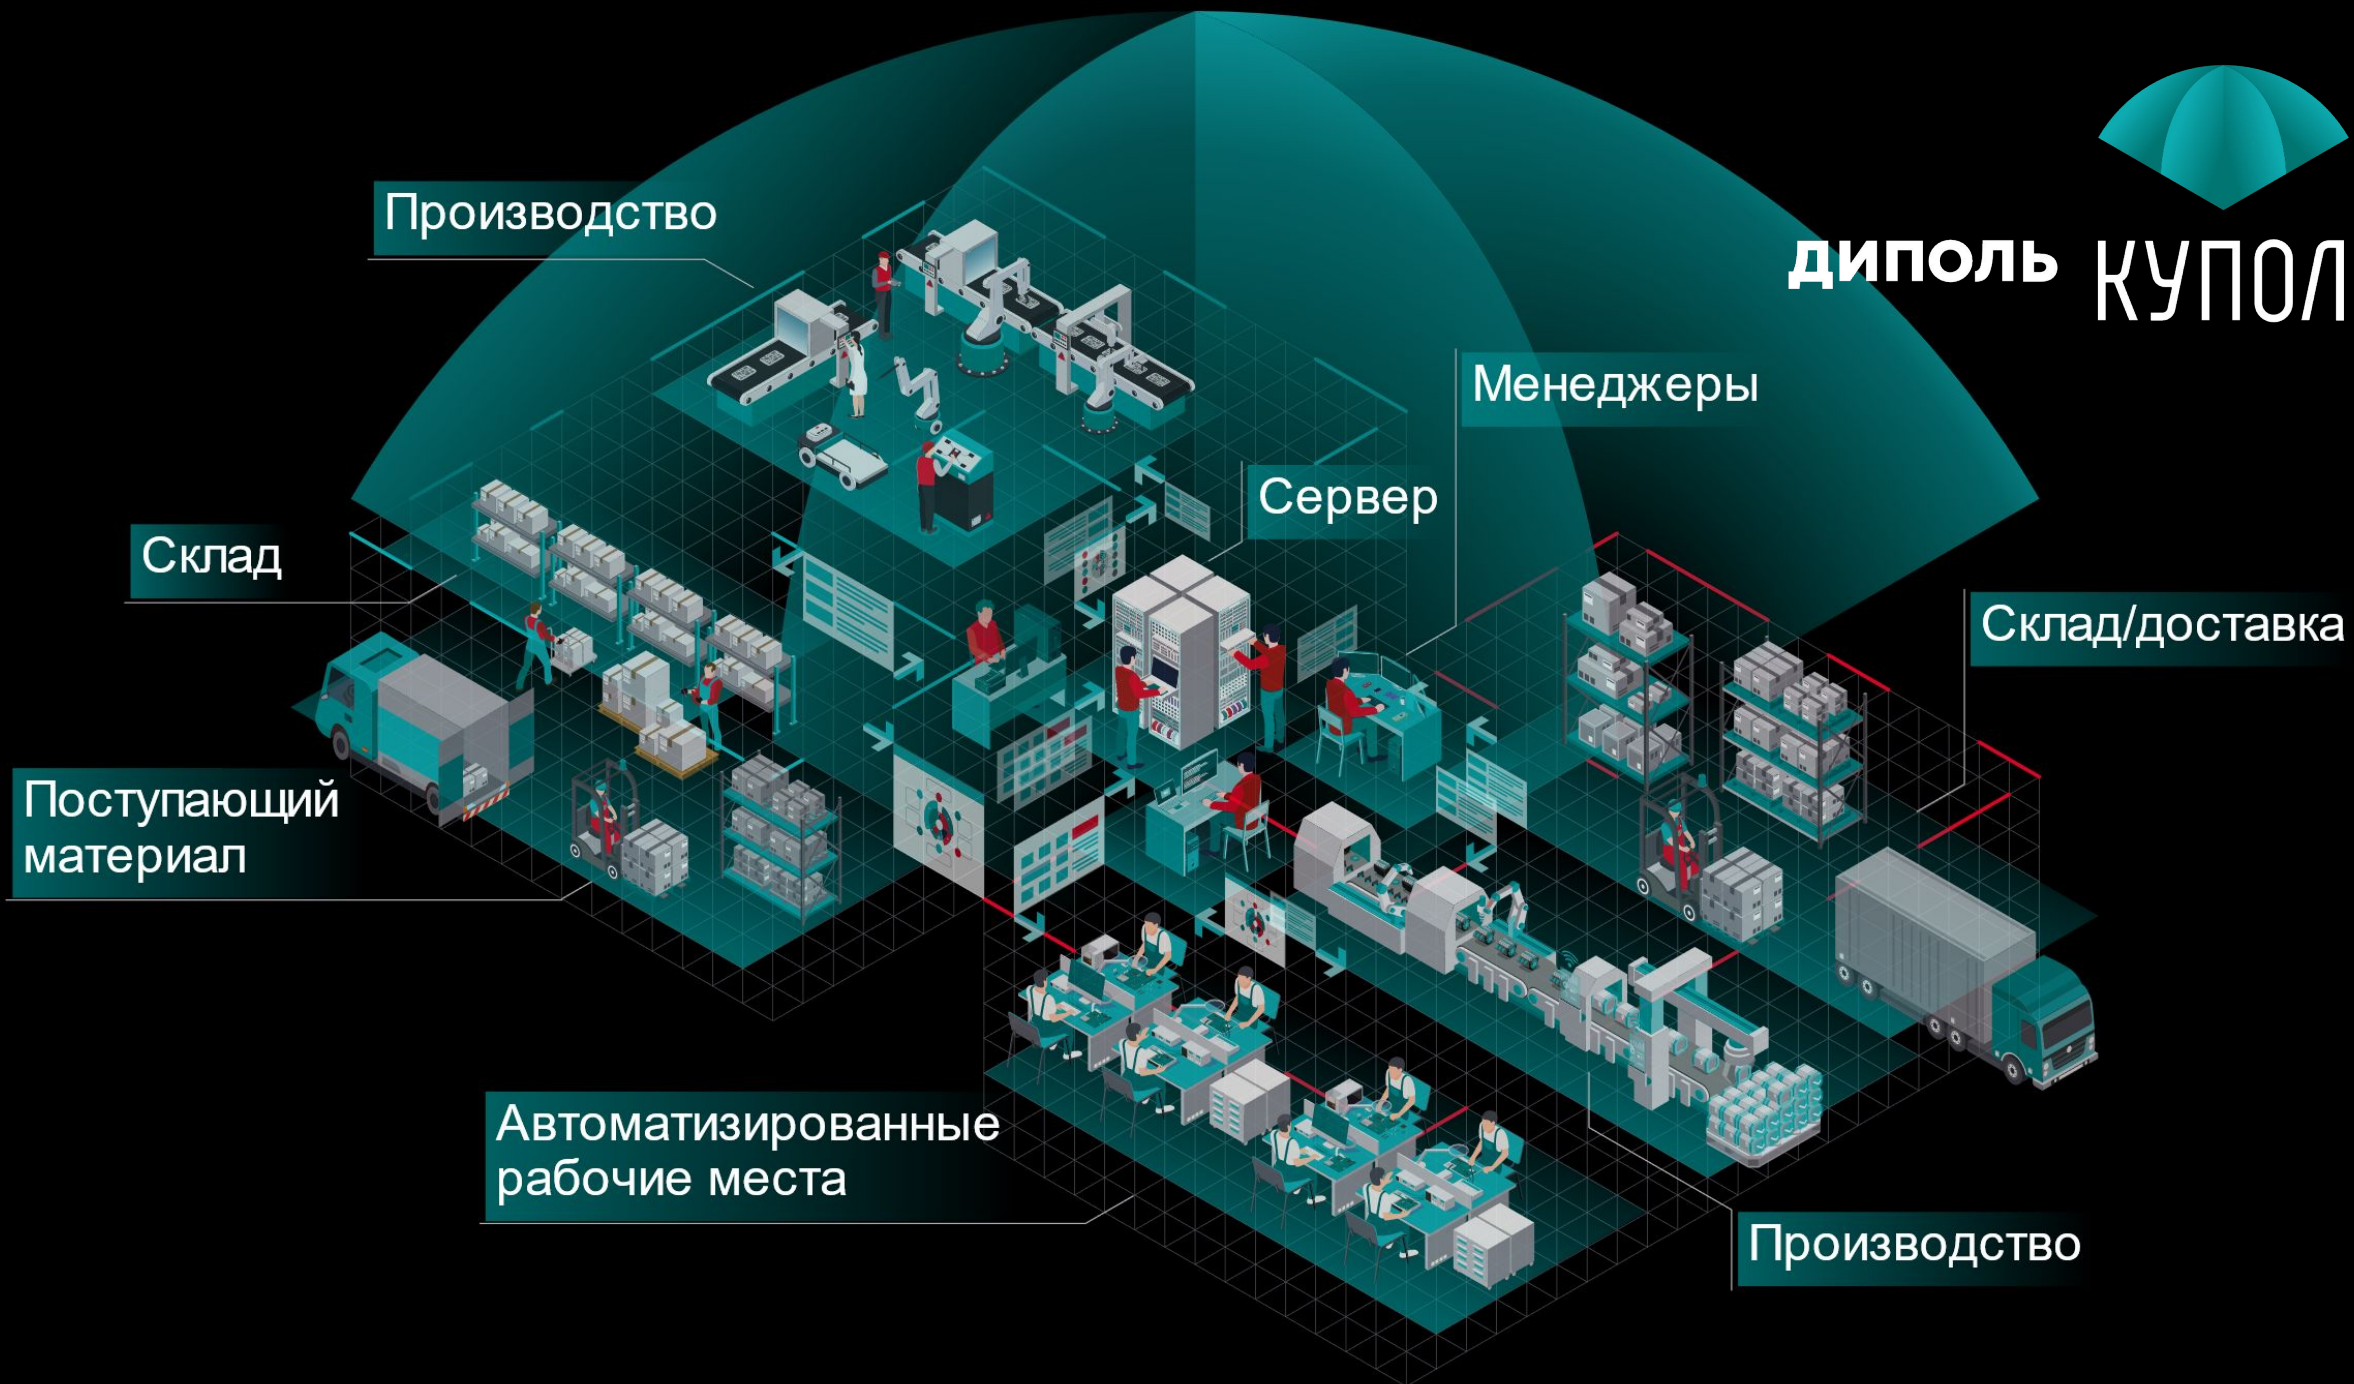 Производство
диполь КУПОЛ
Менеджеры
Сервер
Склад
Склад/доставка
Поступающий
материал
Автоматизированные
рабочие места
Производство